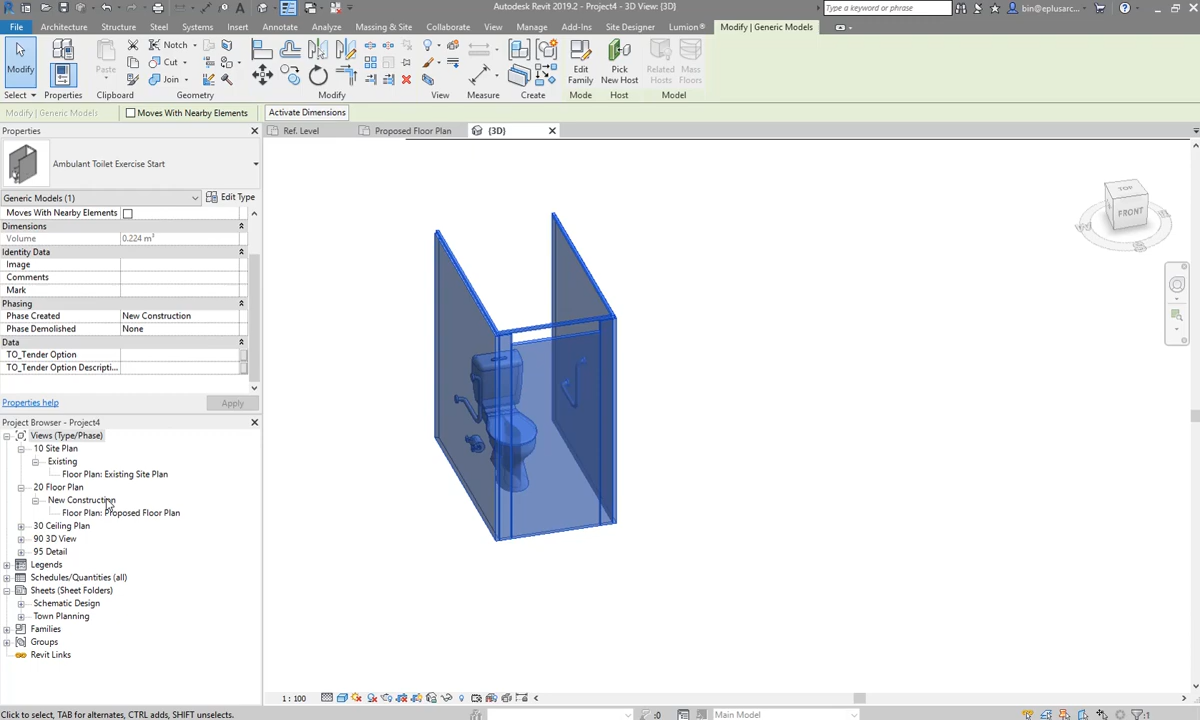 Autodesk Revit 2019.2 - Project4 - 3D View: {3D}
Type a keyword or phrase
bin@eplusarc...
File Architecture Structure Steel Systems Insert Annotate Analyze Massing & Site Collaborate View Manage Add-Ins Site Designer Lumion® Modify | Generic Models
Modify
Paste
Notch
Cut
Join
Edit Family
Pick New Host
Related Hosts
Mass Floors
Select Properties Clipboard Geometry Modify View Measure Create Mode Host Model
Modify | Generic Models Moves With Nearby Elements Activate Dimensions
Properties
Ref. Level Proposed Floor Plan {3D}
Ambulant Toilet Exercise Start
Generic Models (1) Edit Type
Moves With Nearby Elements
Dimensions
Volume 0.224 m³
Identity Data
Image
Comments
Mark
Phasing
Phase Created New Construction
Phase Demolished None
Data
TO_Tender Option
TO_Tender Option Descripti...
Properties help Apply
Project Browser - Project4
Views (Type/Phase)
10 Site Plan
Existing
Floor Plan: Existing Site Plan
20 Floor Plan
New Construction
Floor Plan: Proposed Floor Plan
30 Ceiling Plan
90 3D View
95 Detail
Legends
Schedules/Quantities (all)
Sheets (Sheet Folders)
Schematic Design
Town Planning
Families
Groups
Revit Links
TOP
FRONT
1 : 100
Click to select, TAB for alternates, CTRL adds, SHIFT unselects.
:0
Main Model
:1